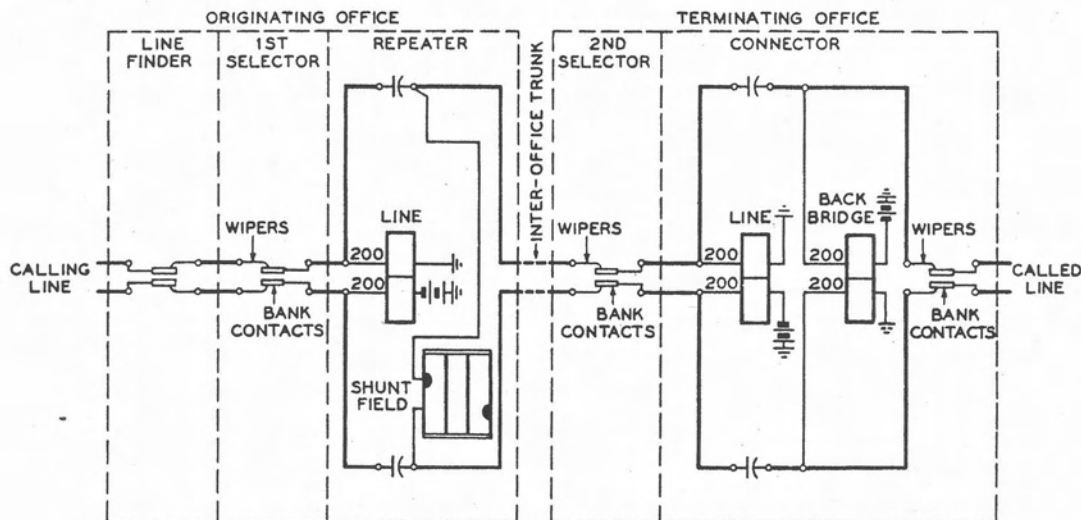 ORIGINATING OFFICE
TERMINATING OFFICE
LINE
FINDER
1ST
SELECTOR
REPEATER
INTER-OFFICE TRUNK
2ND
SELECTOR
CONNECTOR
CALLING
LINE
WIPERS
BANK
CONTACTS
LINE
200
200
SHUNT
FIELD
WIPERS
BANK
CONTACTS
LINE
200
200
BACK
BRIDGE
200
200
WIPERS
BANK
CONTACTS
CALLED
LINE